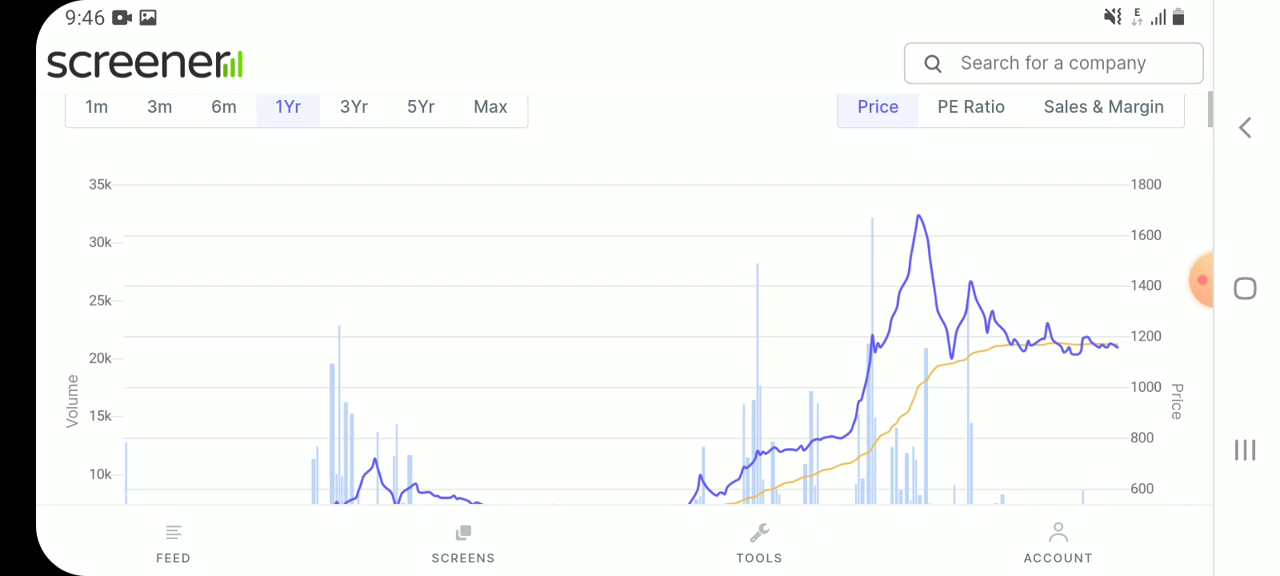 9:46
E
screener
Search for a company
1m 3m 6m 1Yr 3Yr 5Yr Max
Price PE Ratio Sales & Margin
35k 1800
30k 1600
25k 1400
20k 1200
15k 1000
10k 800
600
Volume
Price
FEED SCREENS TOOLS ACCOUNT